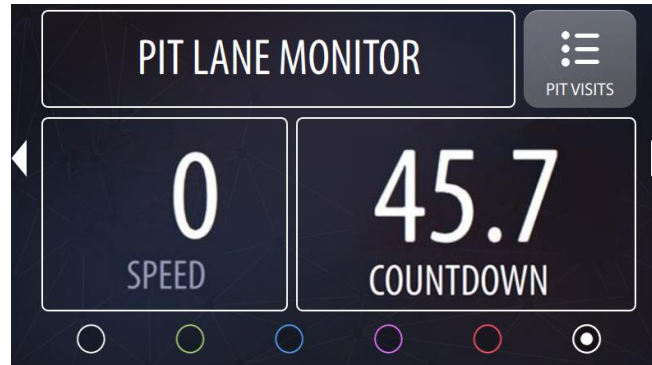 PIT LANE MONITOR
PIT VISITS
0
SPEED
45.7
COUNTDOWN